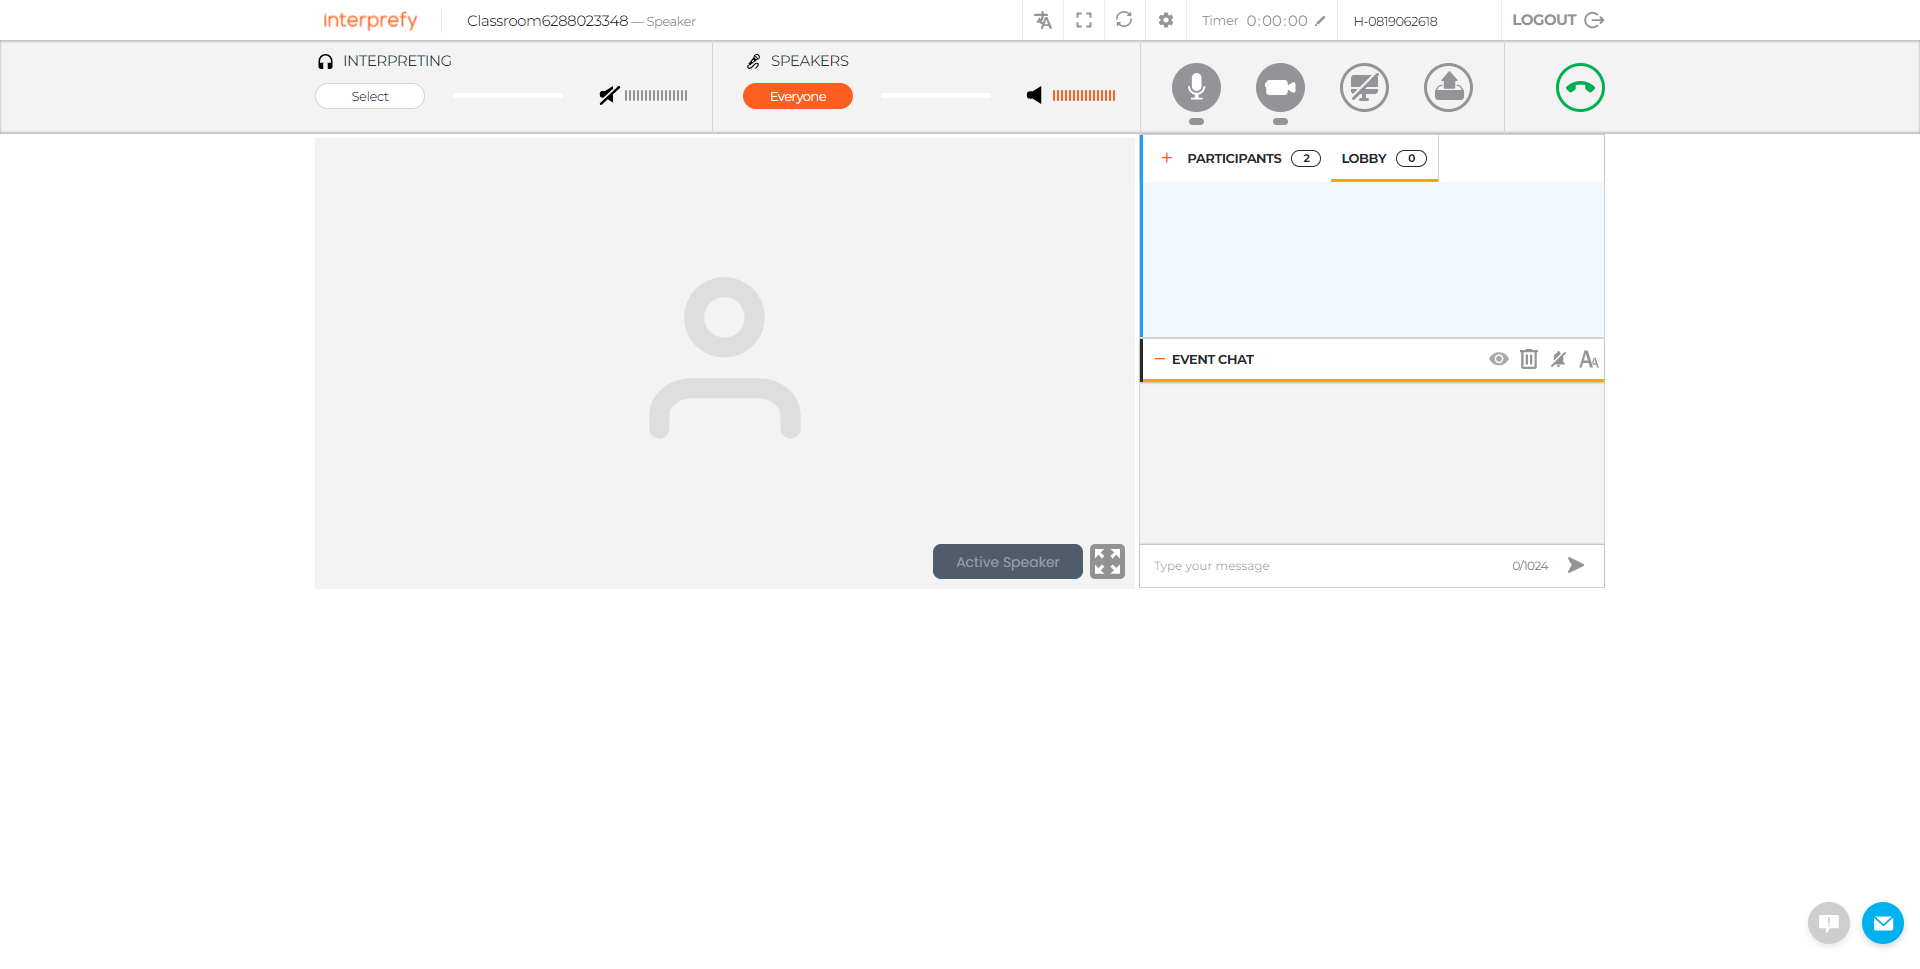 interprefy
Classroom6288023348 — Speaker
Timer 0:00:00
H-0819062618
LOGOUT
INTERPRETING
Select
SPEAKERS
Everyone
+ PARTICIPANTS 2
LOBBY 0
− EVENT CHAT
Active Speaker
Type your message
0/1024